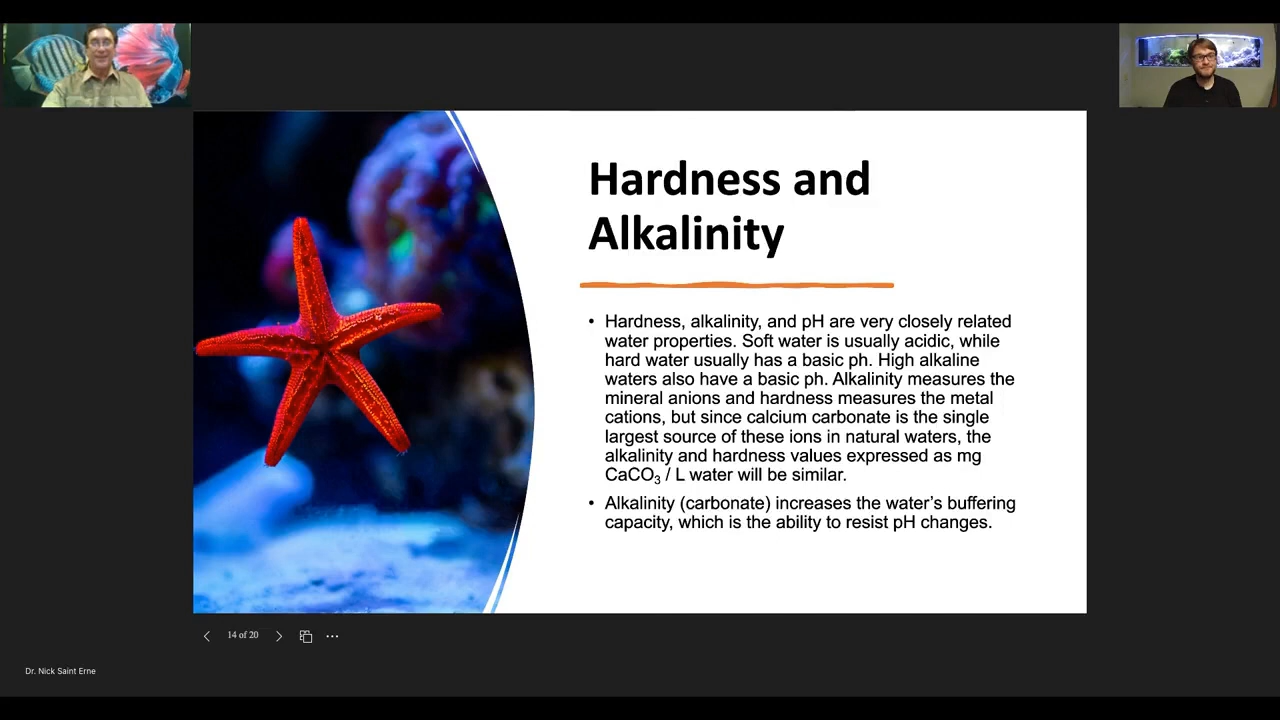 Hardness and
Alkalinity
• Hardness, alkalinity, and pH are very closely related
water properties. Soft water is usually acidic, while
hard water usually has a basic ph. High alkaline
waters also have a basic ph. Alkalinity measures the
mineral anions and hardness measures the metal
cations, but since calcium carbonate is the single
largest source of these ions in natural waters, the
alkalinity and hardness values expressed as mg
CaCO₃ / L water will be similar.
• Alkalinity (carbonate) increases the water’s buffering
capacity, which is the ability to resist pH changes.
14 of 20
Dr. Nick Saint Erne